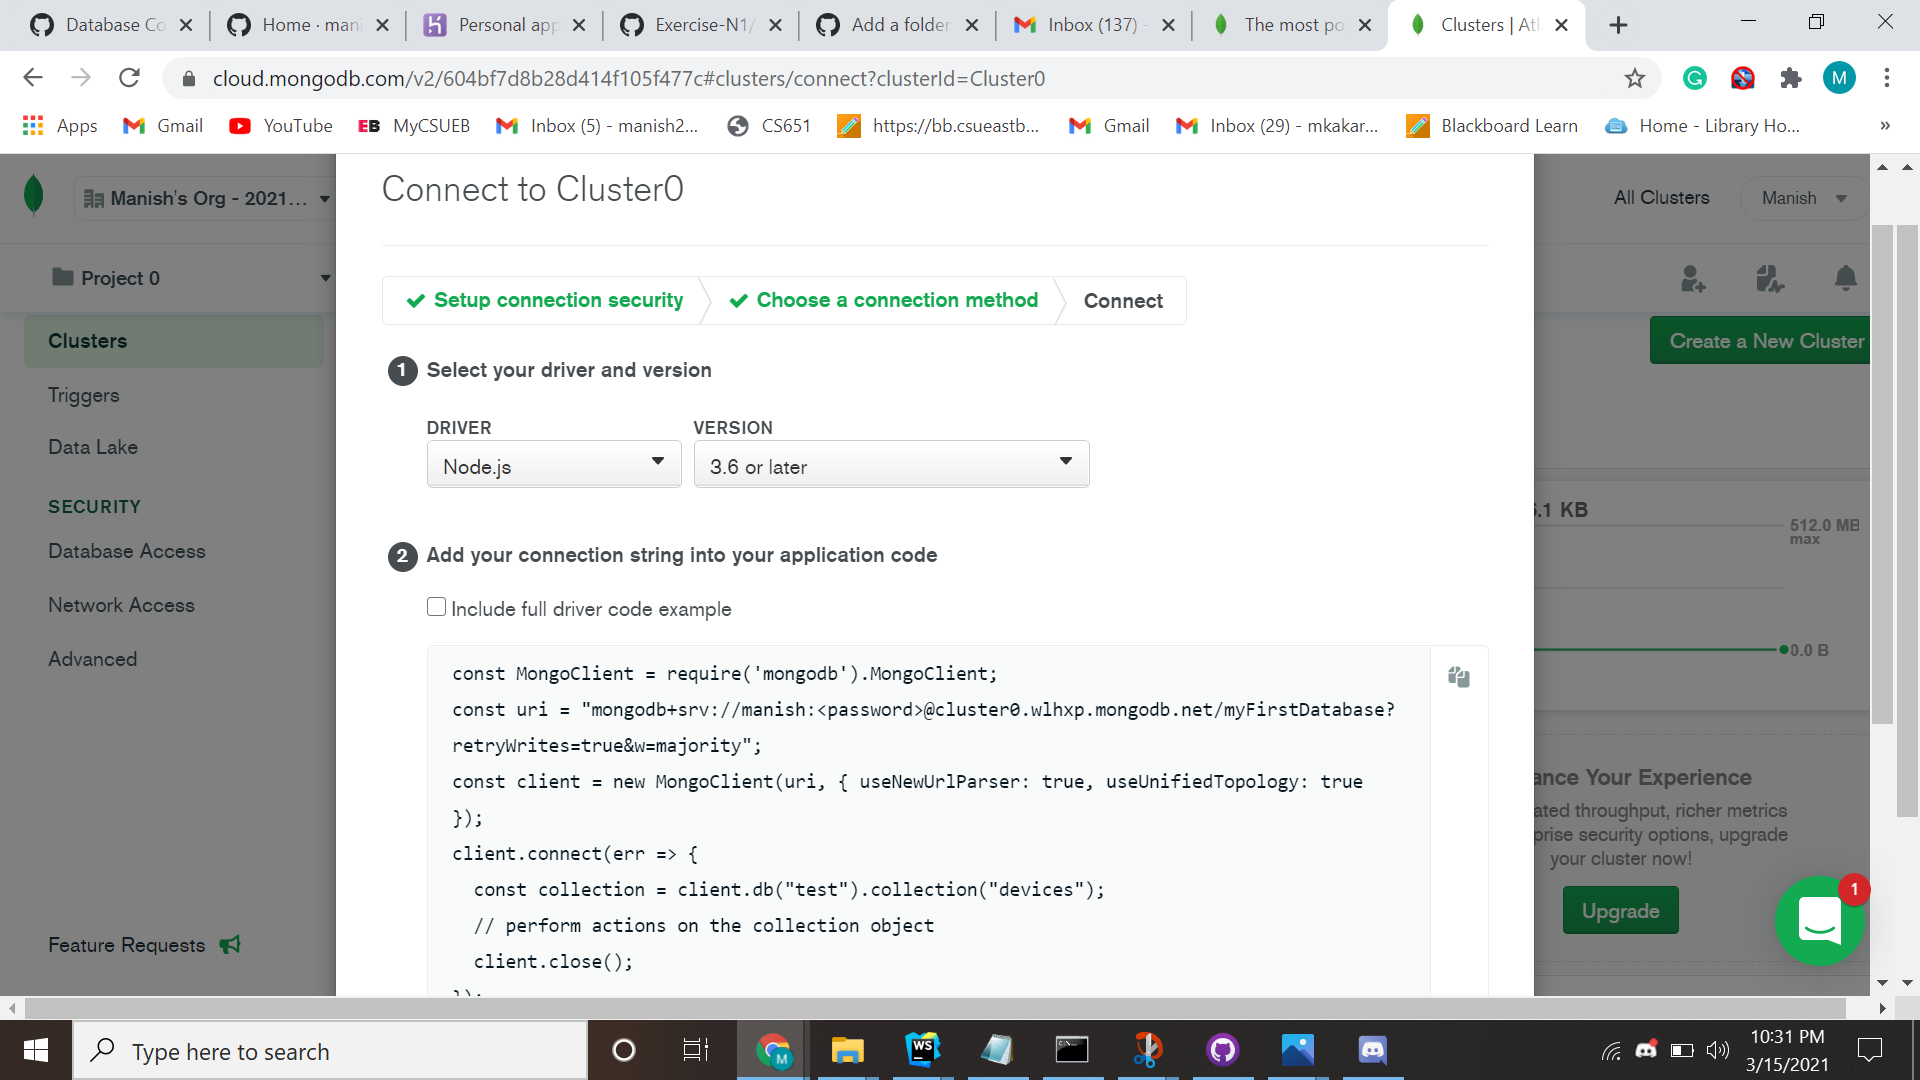 Database Co
Home · mani
Personal app
Exercise-N1/
Add a folder
Inbox (137) -
The most po
Clusters | Atl
cloud.mongodb.com/v2/604bf7d8b28d414f105f477c#clusters/connect?clusterId=Cluster0
M
Apps
Gmail
YouTube
EB MyCSUEB
Inbox (5) - manish2...
CS651
https://bb.csueastb...
Gmail
Inbox (29) - mkakar...
Blackboard Learn
Home - Library Ho...
»
Manish's Org - 2021...
All Clusters
Manish
Project 0
Clusters
Triggers
Data Lake
SECURITY
Database Access
Network Access
Advanced
Feature Requests
Connect to Cluster0
Setup connection security
Choose a connection method
Connect
1 Select your driver and version
DRIVER
VERSION
Node.js
3.6 or later
2 Add your connection string into your application code
Include full driver code example
const MongoClient = require('mongodb').MongoClient;
const uri = "mongodb+srv://manish:<password>@cluster0.wlhxp.mongodb.net/myFirstDatabase?
retryWrites=true&w=majority";
const client = new MongoClient(uri, { useNewUrlParser: true, useUnifiedTopology: true
});
client.connect(err => {
const collection = client.db("test").collection("devices");
// perform actions on the collection object
client.close();
});
Create a New Cluster
.1 KB
512.0 MB
max
0.0 B
ance Your Experience
ated throughput, richer metrics
prise security options, upgrade
your cluster now!
Upgrade
1
Type here to search
M
WS
10:31 PM
3/15/2021